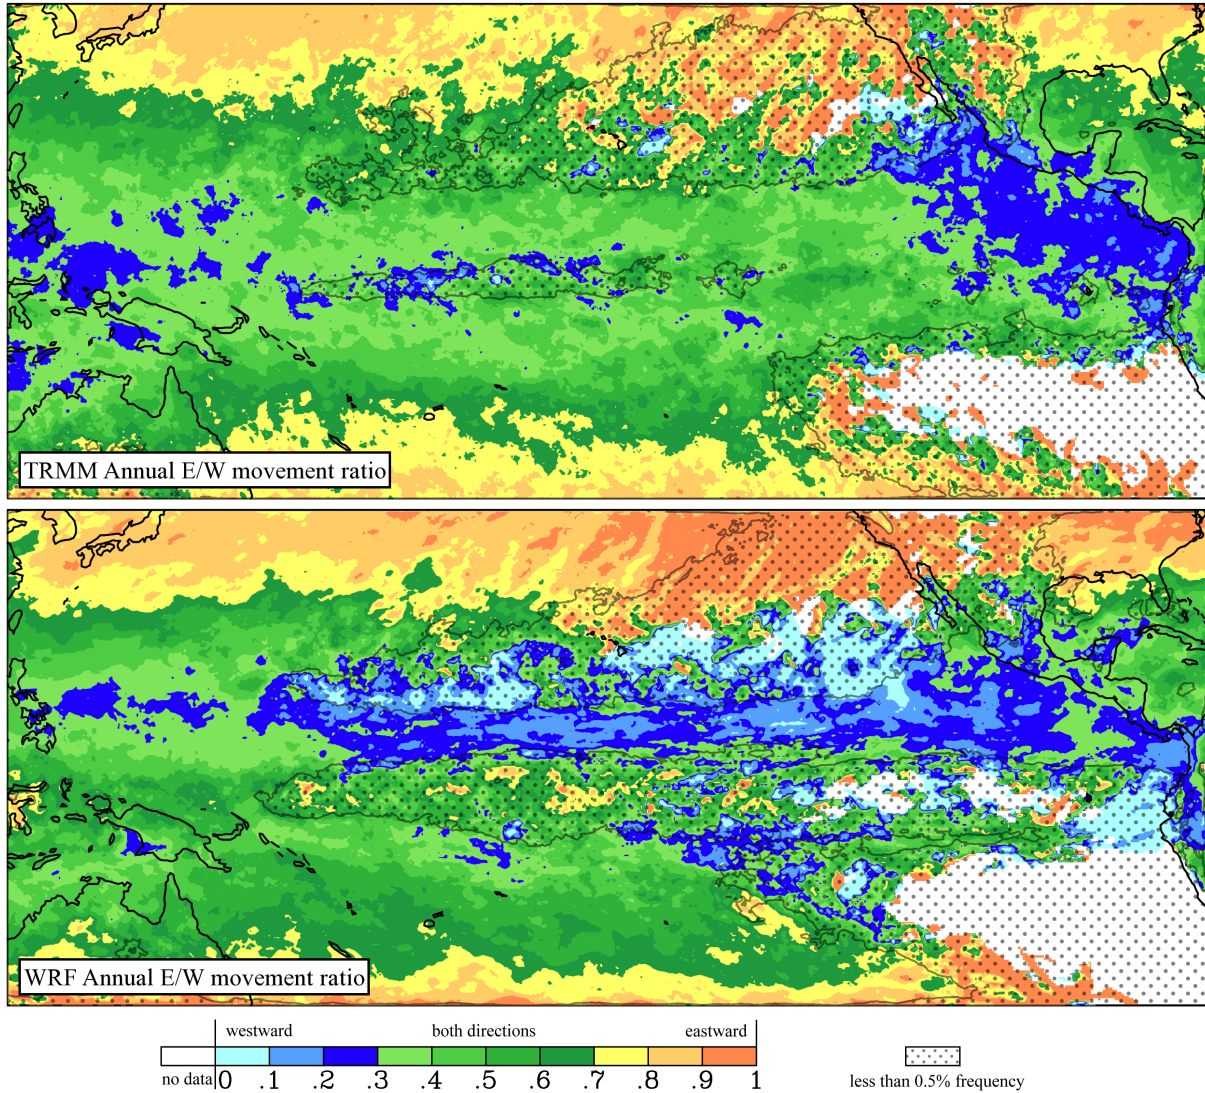 TRMM Annual E/W movement ratio
WRF Annual E/W movement ratio
westward both directions eastward
no data 0 .1 .2 .3 .4 .5 .6 .7 .8 .9 1
less than 0.5% frequency